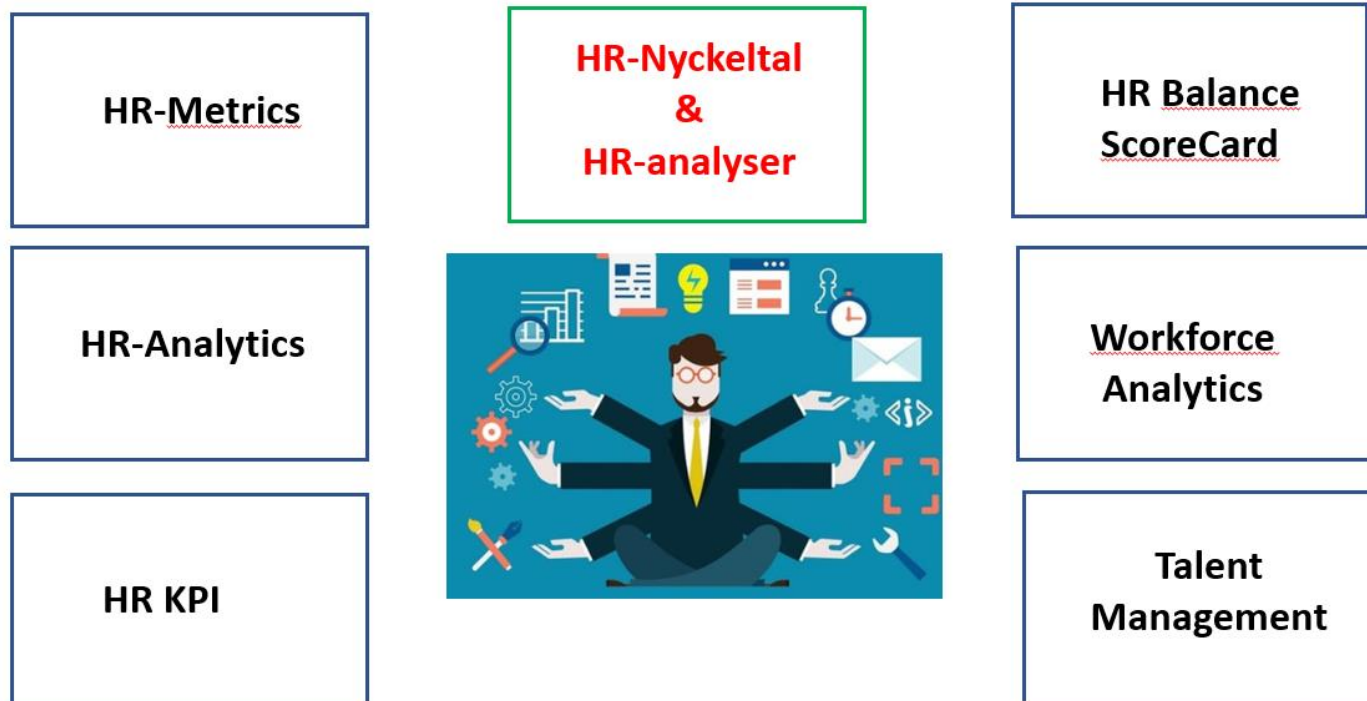 HR-Metrics
HR-Nyckeltal
&
HR-analyser
HR Balance
ScoreCard
HR-Analytics
Workforce
Analytics
HR KPI
Talent
Management